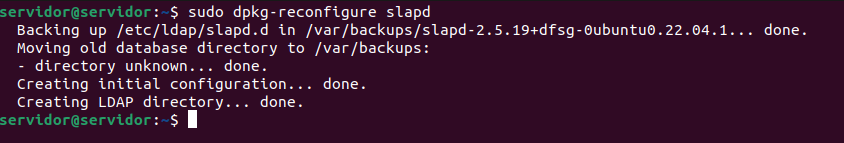 servidor@servidor:~$ sudo dpkg-reconfigure slapd
  Backing up /etc/ldap/slapd.d in /var/backups/slapd-2.5.19+dfsg-0ubuntu0.22.04.1... done.
  Moving old database directory to /var/backups:
  - directory unknown... done.
  Creating initial configuration... done.
  Creating LDAP directory... done.
servidor@servidor:~$